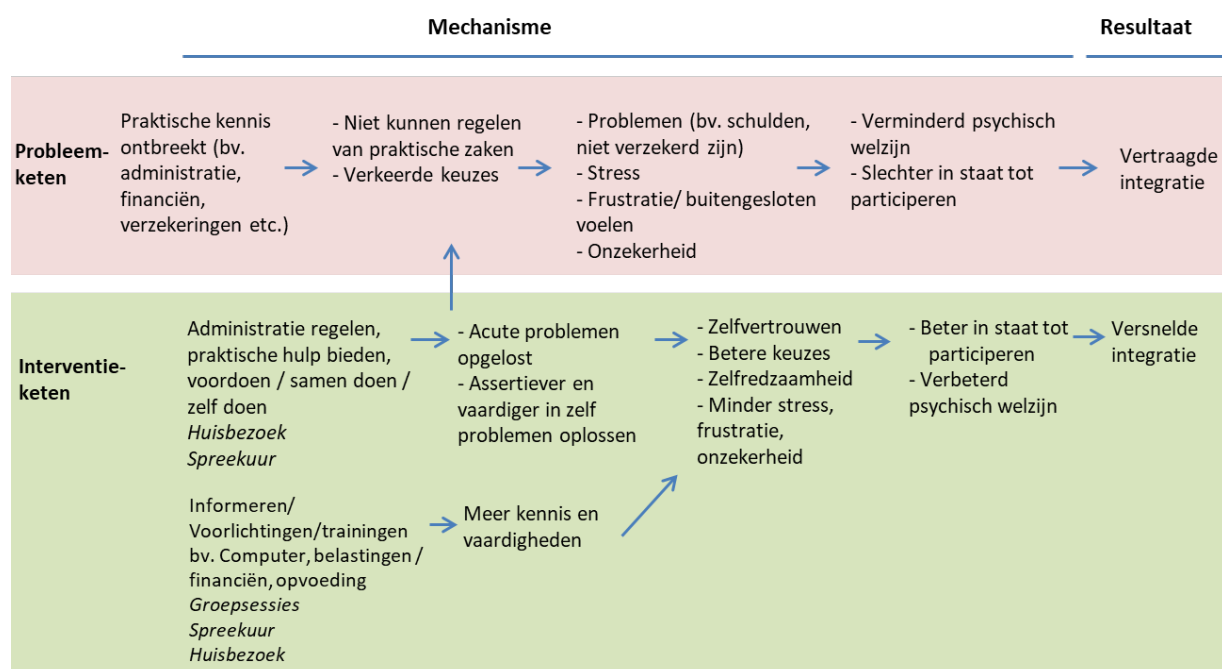 Mechanisme
Resultaat
Probleem-
keten
Praktische kennis
ontbreekt (bv.
administratie,
financiën,
verzekeringen etc.)
- Niet kunnen regelen
van praktische zaken
- Verkeerde keuzes
- Problemen (bv. schulden,
niet verzekerd zijn)
- Stress
- Frustratie/ buitengesloten
voelen
- Onzekerheid
- Verminderd psychisch
welzijn
- Slechter in staat tot
participeren
Vertraagde
integratie
Interventie-
keten
Administratie regelen,
praktische hulp bieden,
voordoen / samen doen /
zelf doen
Huisbezoek
Spreekuur
- Acute problemen
opgelost
- Assertiever en
vaardiger in zelf
problemen oplossen
- Zelfvertrouwen
- Betere keuzes
- Zelfredzaamheid
- Minder stress,
frustratie,
onzekerheid
- Beter in staat tot
participeren
- Verbeterd
psychisch welzijn
Versnelde
integratie
Informeren/
Voorlichtingen/trainingen
bv. Computer, belastingen /
financiën, opvoeding
Groepsessies
Spreekuur
Huisbezoek
Meer kennis en
vaardigheden